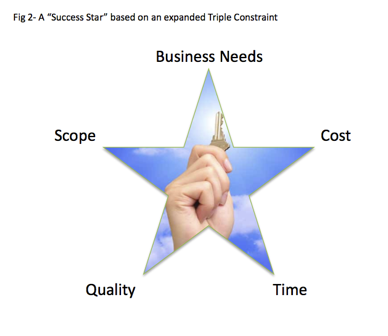 Fig 2- A “Success Star” based on an expanded Triple Constraint
Business Needs
Scope
Cost
Quality
Time